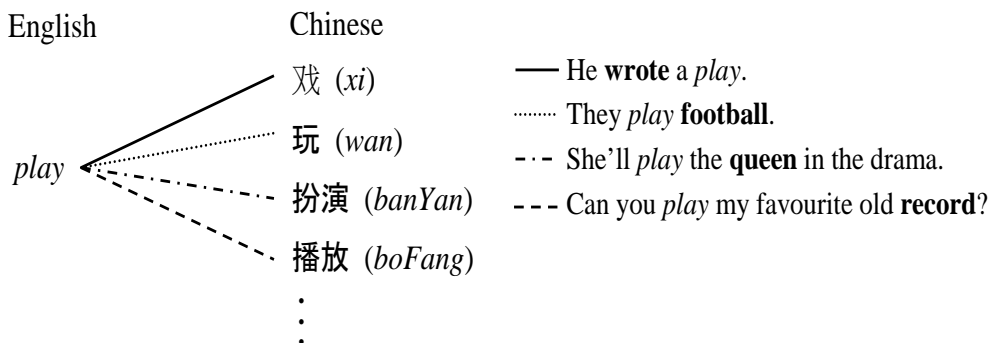 English Chinese
play
戏 (xi)
玩 (wan)
扮演 (banYan)
播放 (boFang)
He wrote a play.
They play football.
She'll play the queen in the drama.
Can you play my favourite old record?